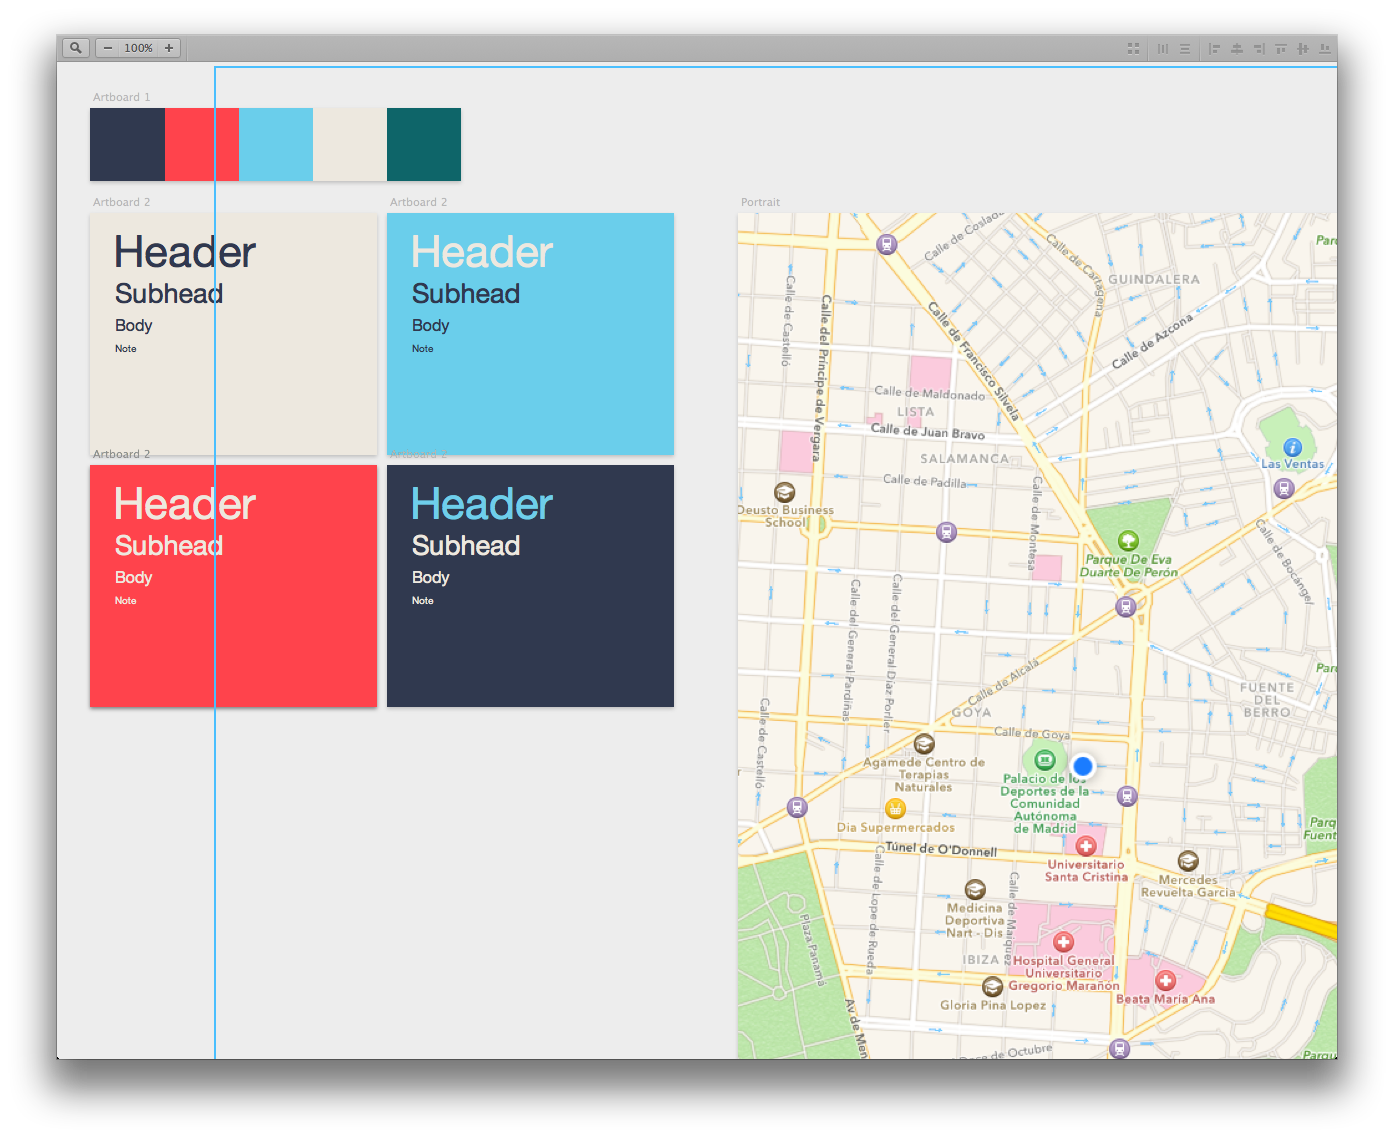 100%
Artboard 1
Artboard 2
Artboard 2
Portrait
Header
Subhead
Body
Note
Header
Subhead
Body
Note
Artboard 2
Artboard 2
Header
Subhead
Body
Note
Header
Subhead
Body
Note
Calle de Coslada
Calle de Cartagena
Parq
GUINDALERA
Calle de Castelló
Calle del Príncipe de Vergara
Calle de Francisco Silvela
Calle de Azcona
Calle de Maldonado
LISTA
Calle de Juan Bravo
SALAMANCA
Las Ventas
Calle de Padilla
Calle de Montesa
Deusto Business
School
Parque De Eva
Duarte De Perón
Calle de Bocángel
Calle del General Pardiñas
Calle del General Díaz Porlier
Calle de Alcalá
Parq
FUENTE
DEL
BERRO
Calle de Castelló
GOYA
Calle de Goya
Agamede Centro de
Terapias
Naturales
Palacio de los
Deportes de la
Comunidad
Autónoma
de Madrid
Dia Supermercados
Parq
Fuent
Túnel de O'Donnell
Calle de Lope de Rueda
Universitario
Santa Cristina
Mercedes
Revuelta Garcia
Calle de Maiquez
Medicina
Deportiva
Nart - Dis
Plaza Panamá
IBIZA
Hospital General
Universitario
Gregorio Marañón
Beata María Ana
Gloria Pina Lopez
Av de Men
de Octubre
Parqu